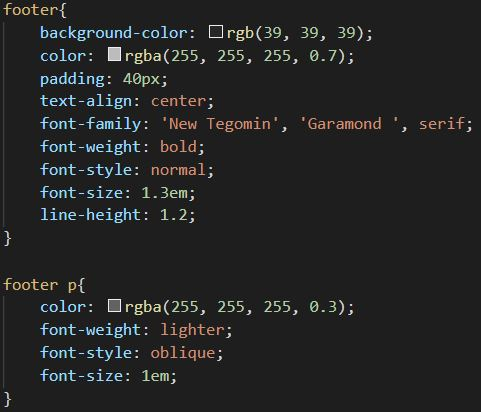 footer{
    background-color: rgb(39, 39, 39);
    color: rgba(255, 255, 255, 0.7);
    padding: 40px;
    text-align: center;
    font-family: 'New Tegomin', 'Garamond ', serif;
    font-weight: bold;
    font-style: normal;
    font-size: 1.3em;
    line-height: 1.2;
}
footer p{
    color: rgba(255, 255, 255, 0.3);
    font-weight: lighter;
    font-style: oblique;
    font-size: 1em;
}